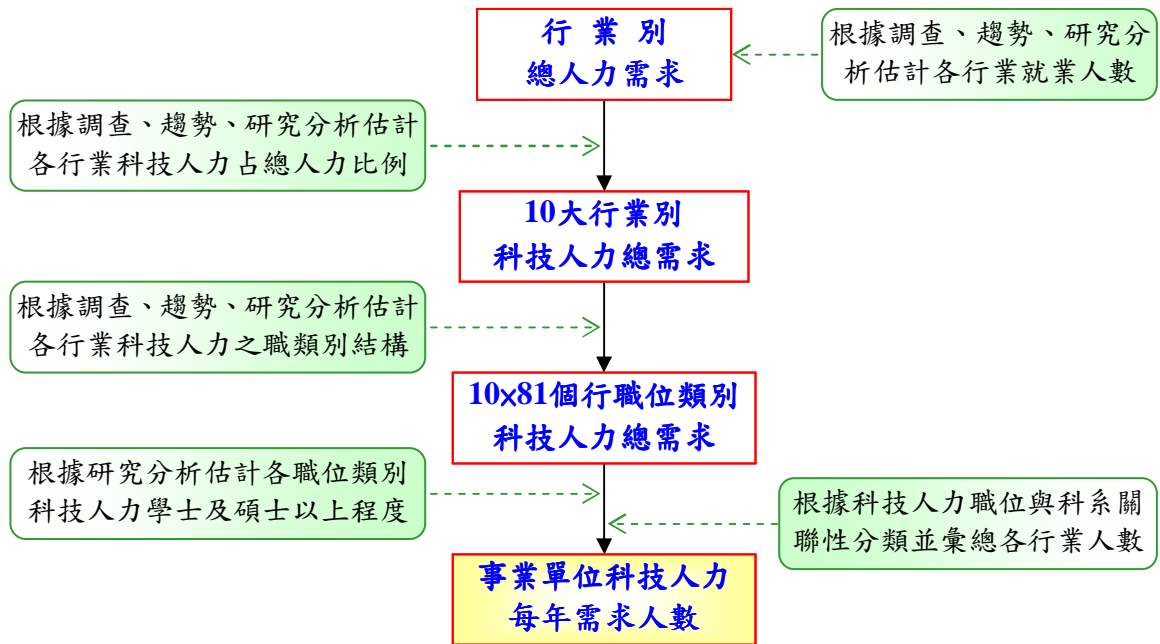 行 業 別
總人力需求
根據調查、趨勢、研究分
析估計各行業就業人數
根據調查、趨勢、研究分析估計
各行業科技人力占總人力比例
10大行業別
科技人力總需求
根據調查、趨勢、研究分析估計
各行業科技人力之職類別結構
10×81個行職位類別
科技人力總需求
根據研究分析估計各職位類別
科技人力學士及碩士以上程度
根據科技人力職位與科系關
聯性分類並彙總各行業人數
事業單位科技人力
每年需求人數